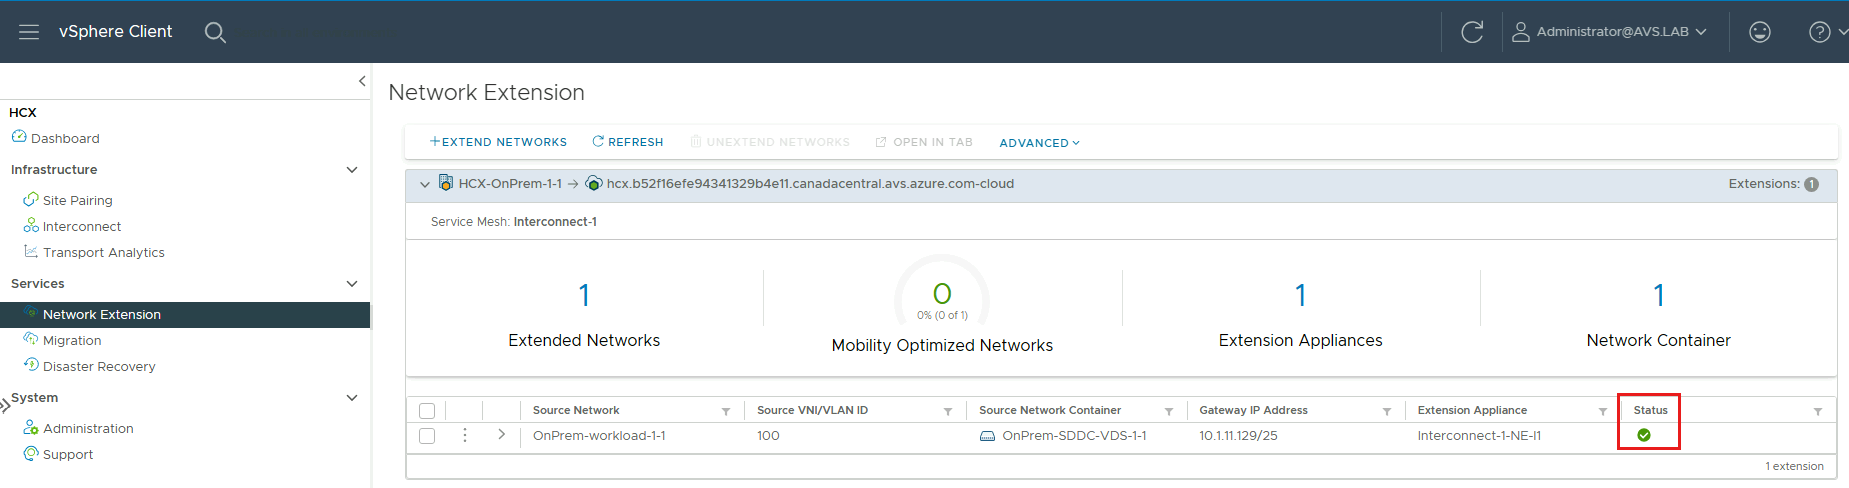 vSphere Client
Administrator@AVS.LAB
HCX
Dashboard
Infrastructure
Site Pairing
Interconnect
Transport Analytics
Services
Network Extension
Migration
Disaster Recovery
System
Administration
Support
Network Extension
EXTEND NETWORKS REFRESH UNEXTEND NETWORKS OPEN IN TAB ADVANCED
HCX-OnPrem-1-1 → hcx.b52f16efe94341329b4e11.canadacentral.avs.azure.com-cloud Extensions: 1
Service Mesh: Interconnect-1
1
Extended Networks
0
0% (0 of 1)
Mobility Optimized Networks
1
Extension Appliances
1
Network Container
Source Network Source VNI/VLAN ID Source Network Container Gateway IP Address Extension Appliance Status
OnPrem-workload-1-1 100 OnPrem-SDDC-VDS-1-1 10.1.11.129/25 Interconnect-1-NE-I1
1 extension